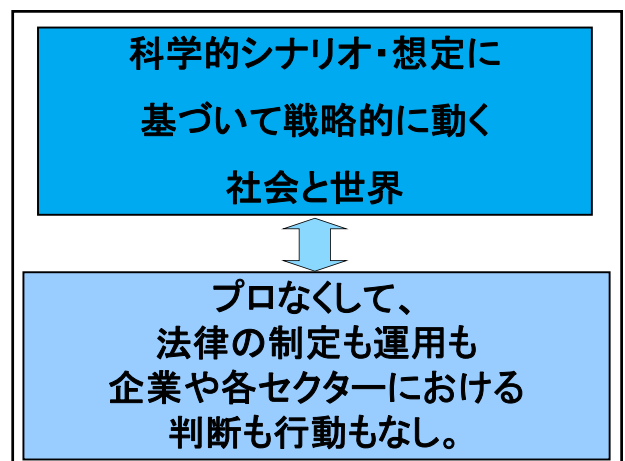 科学的シナリオ・想定に
基づいて戦略的に動く
社会と世界
プロなくして、
法律の制定も運用も
企業や各セクターにおける
判断も行動もなし。